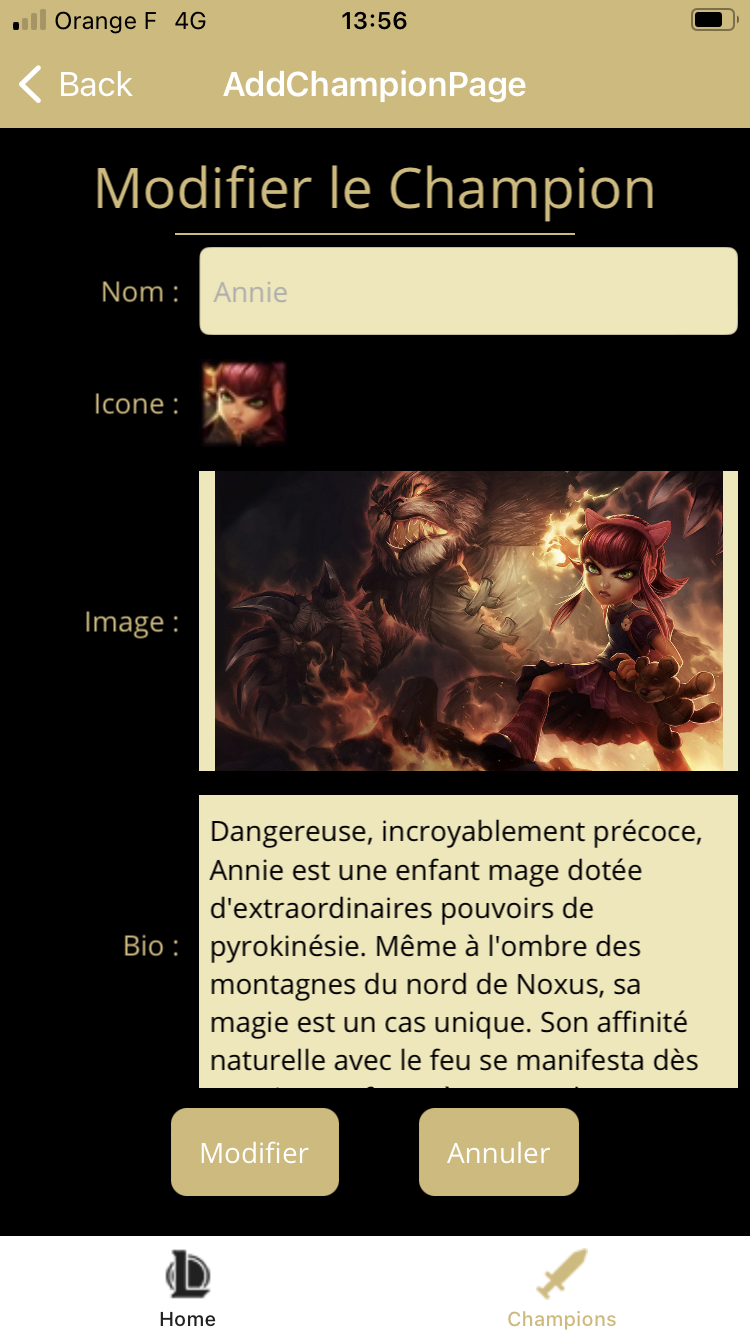 Orange F 4G 13:56
Back AddChampionPage
Modifier le Champion
Nom : Annie
Icone :
Image :
Dangereuse, incroyablement précoce,
Annie est une enfant mage dotée
d'extraordinaires pouvoirs de
Bio : pyrokinésie. Même à l'ombre des
montagnes du nord de Noxus, sa
magie est un cas unique. Son affinité
naturelle avec le feu se manifesta dès
Modifier Annuler
Home Champions